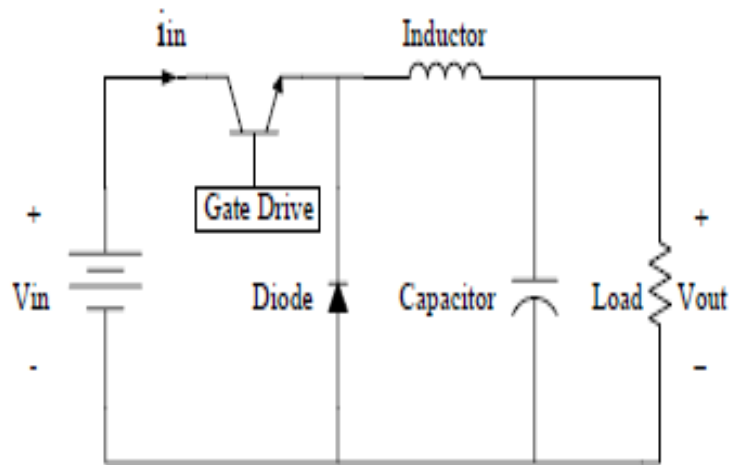 iin
Inductor
+
Gate Drive
+
Vin
Diode
Capacitor
Load
Vout
-
–